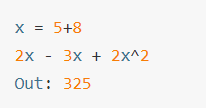 x = 5+8
2x - 3x + 2x^2
Out: 325